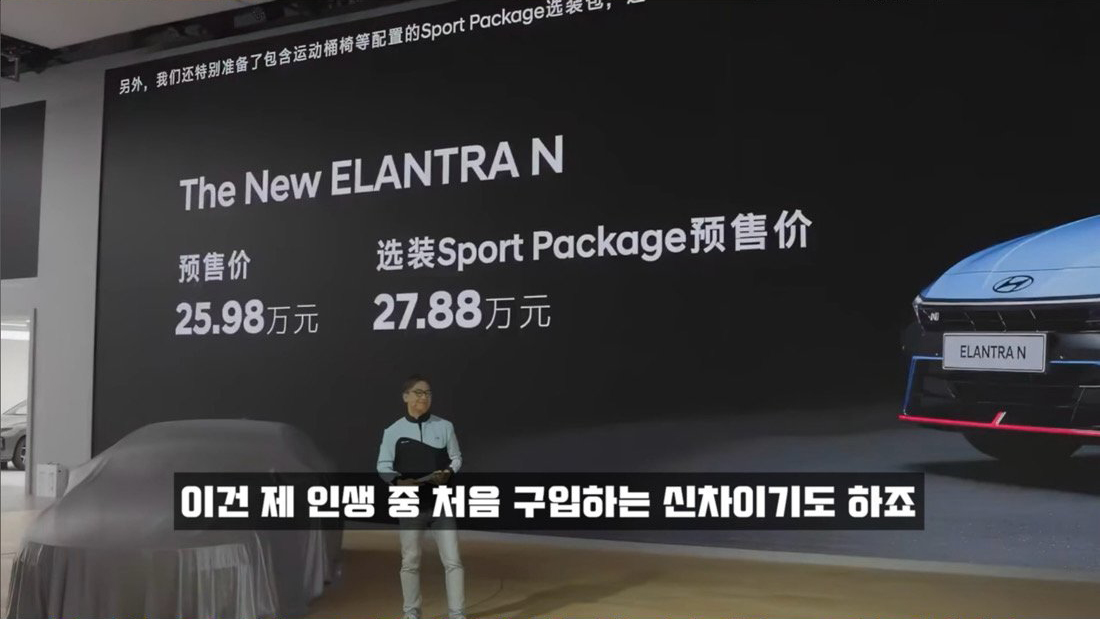 另外，我们还特别准备了包含运动桶椅等配置的Sport Package选装包，
The New ELANTRA N
预售价
选装Sport Package预售价
25.98万元
27.88万元
N
ELANTRA N
이건 제 인생 중 처음 구입하는 신차이기도 하죠